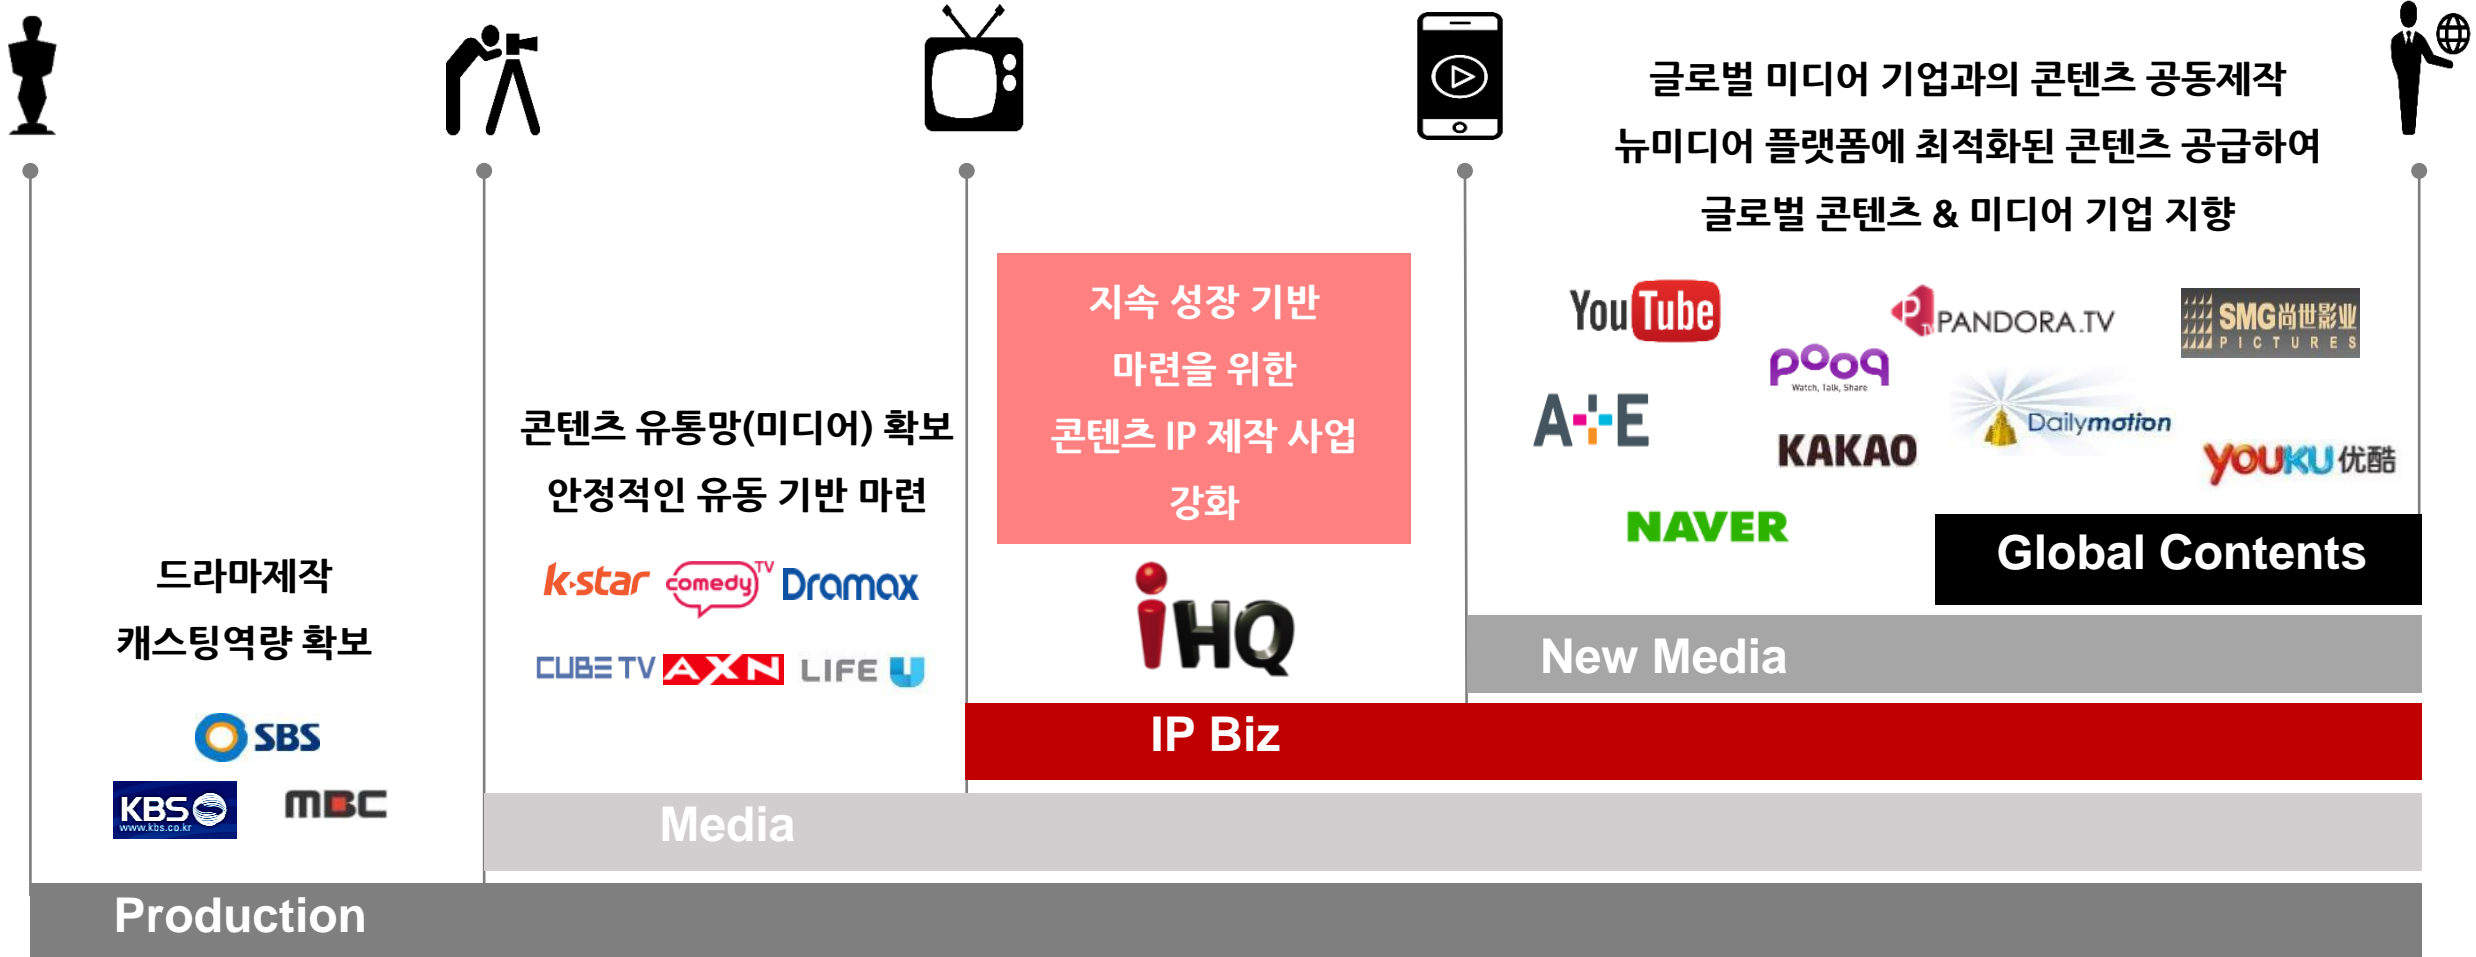 글로벌 미디어 기업과의 콘텐츠 공동제작
뉴미디어 플랫폼에 최적화된 콘텐츠 공급하여
글로벌 콘텐츠 & 미디어 기업 지향
YouTube
PANDORA.TV
SMG尚世影业
PICTURES
pooq
Watch, Talk, Share
A+E
KAKAO
Dailymotion
YOUKU 优酷
NAVER
Global Contents
지속 성장 기반
마련을 위한
콘텐츠 IP 제작 사업
강화
iHQ
콘텐츠 유통망(미디어) 확보
안정적인 유동 기반 마련
k·star
comedy TV
Dramax
CUBE TV
AXN
LIFE U
드라마제작
캐스팅역량 확보
SBS
KBS
www.kbs.co.kr
MBC
New Media
IP Biz
Media
Production